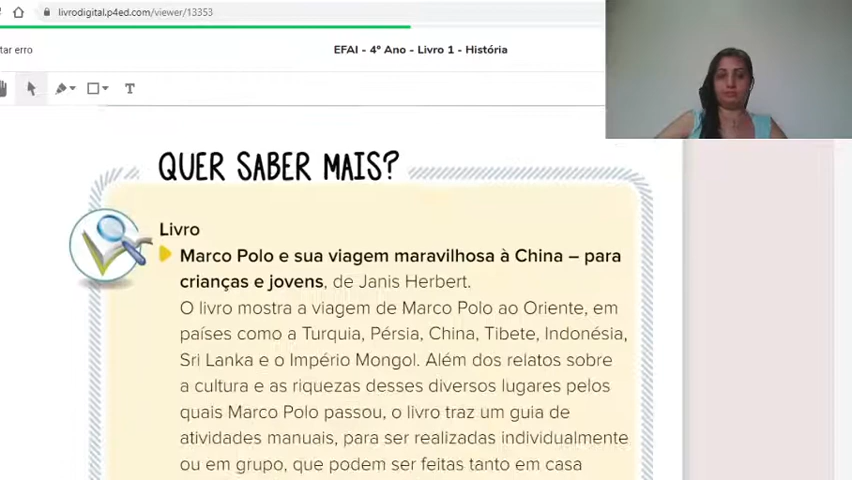 livrodigital.p4ed.com/viewer/13353
tar erro
EFAI - 4º Ano - Livro 1 - História
T
QUER SABER MAIS?
Livro
Marco Polo e sua viagem maravilhosa à China – para
crianças e jovens, de Janis Herbert.
O livro mostra a viagem de Marco Polo ao Oriente, em
países como a Turquia, Pérsia, China, Tibete, Indonésia,
Sri Lanka e o Império Mongol. Além dos relatos sobre
a cultura e as riquezas desses diversos lugares pelos
quais Marco Polo passou, o livro traz um guia de
atividades manuais, para ser realizadas individualmente
ou em grupo, que podem ser feitas tanto em casa